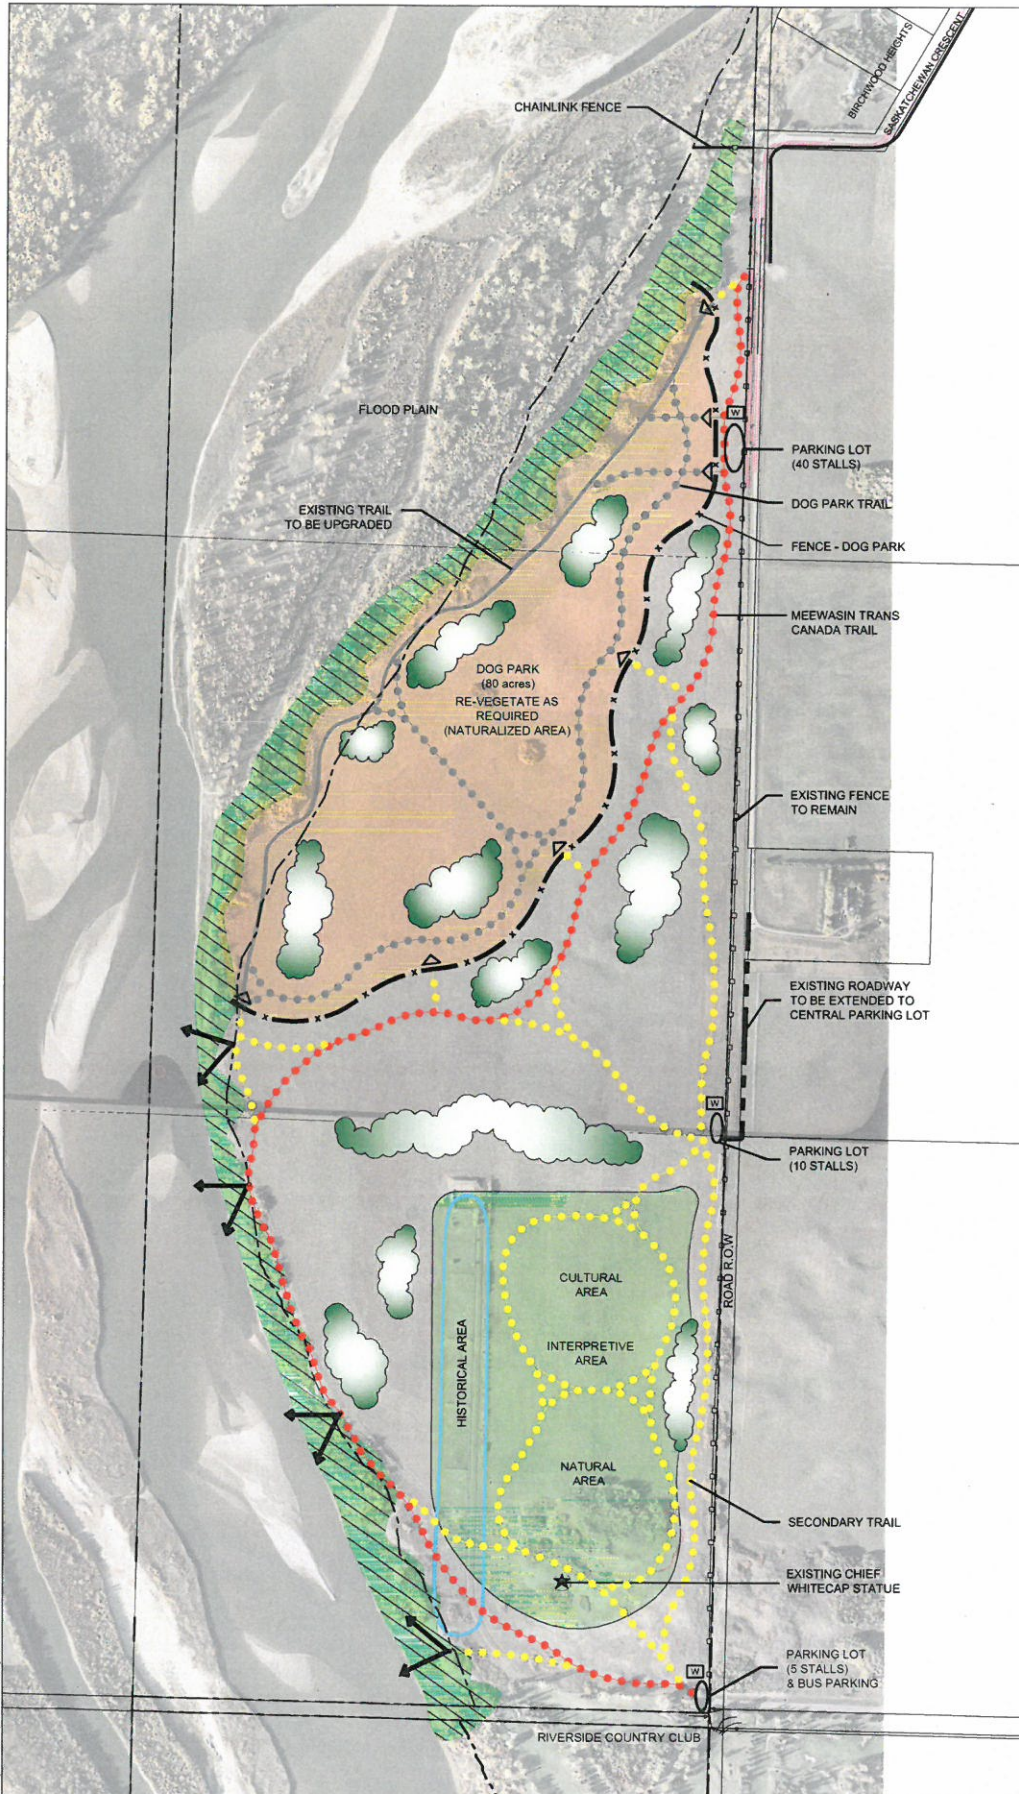 BIRCHWOOD HEIGHTS
SASKATCHEWAN CRESCENT
CHAINLINK FENCE
FLOOD PLAIN
W
PARKING LOT
(40 STALLS)
EXISTING TRAIL
TO BE UPGRADED
DOG PARK TRAIL
FENCE - DOG PARK
MEEWASIN TRANS
CANADA TRAIL
DOG PARK
(80 acres)
RE-VEGETATE AS
REQUIRED
(NATURALIZED AREA)
EXISTING FENCE
TO REMAIN
EXISTING ROADWAY
TO BE EXTENDED TO
CENTRAL PARKING LOT
W
PARKING LOT
(10 STALLS)
ROAD R.O.W
CULTURAL
AREA
INTERPRETIVE
AREA
HISTORICAL AREA
NATURAL
AREA
SECONDARY TRAIL
EXISTING CHIEF
WHITECAP STATUE
W
PARKING LOT
(5 STALLS)
& BUS PARKING
RIVERSIDE COUNTRY CLUB